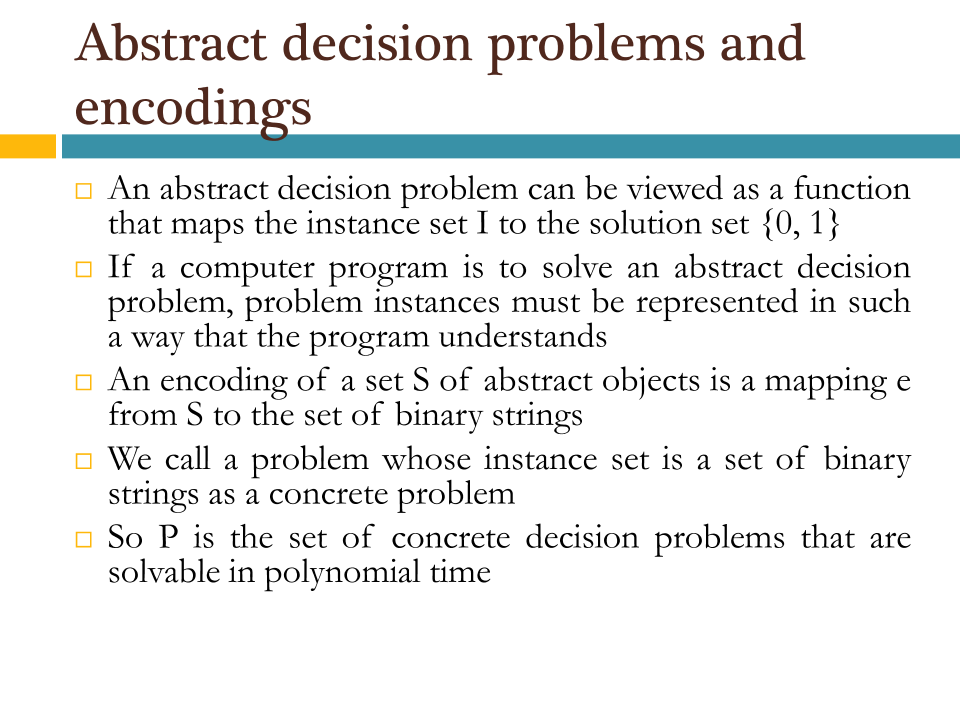 Abstract decision problems and
encodings
An abstract decision problem can be viewed as a function
that maps the instance set I to the solution set {0, 1}
If a computer program is to solve an abstract decision
problem, problem instances must be represented in such
a way that the program understands
An encoding of a set S of abstract objects is a mapping e
from S to the set of binary strings
We call a problem whose instance set is a set of binary
strings as a concrete problem
So P is the set of concrete decision problems that are
solvable in polynomial time